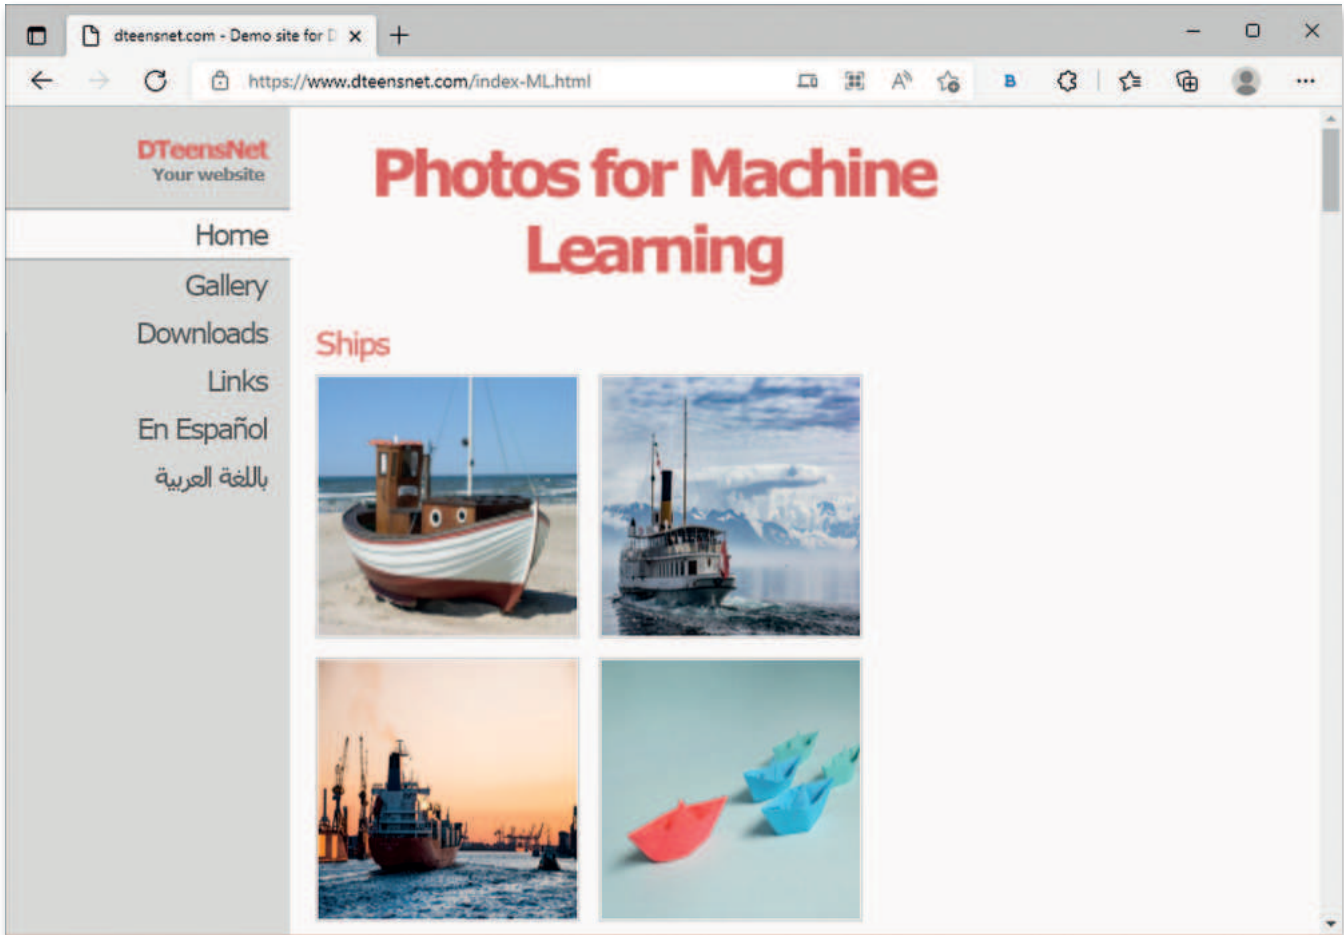 dteensnet.com - Demo site for D
https://www.dteensnet.com/index-ML.html
DTeensNet
Your website
Home
Gallery
Downloads
Links
En Español
باللغة العربية
Photos for Machine
Learning
Ships